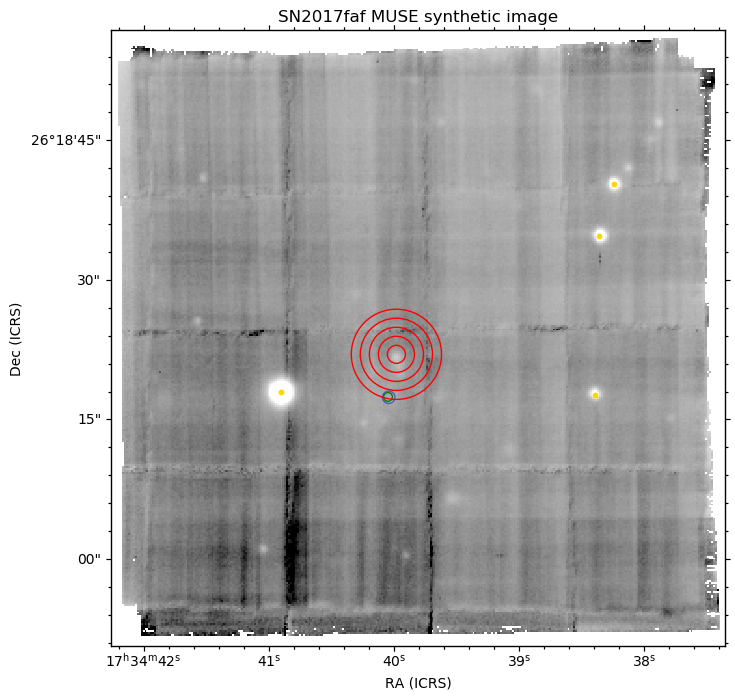 SN2017faf MUSE synthetic image
26°18'45"
30"
15"
00"
Dec (ICRS)
17ʰ34ᵐ42ˢ
41ˢ
40ˢ
39ˢ
38ˢ
RA (ICRS)